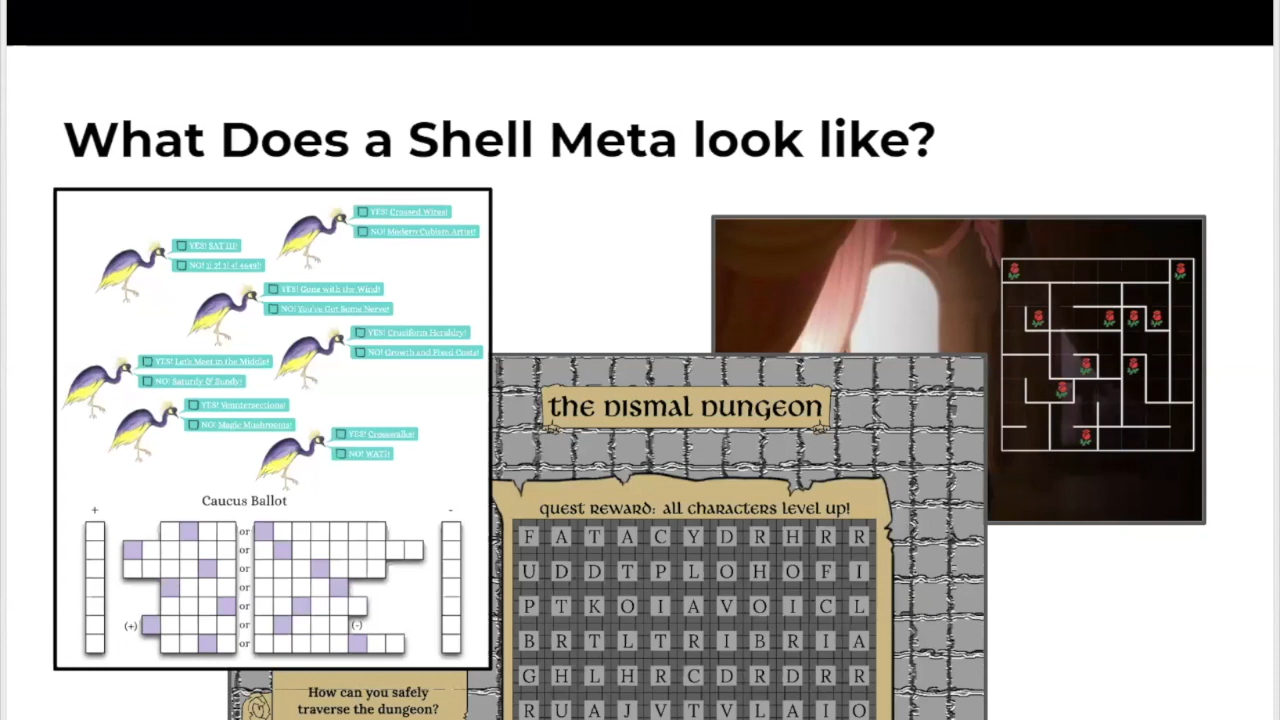 What Does a Shell Meta look like?
YES! Crossed Wires!
NO! Modern Cubism Artist!
YES! SAT III!
YES! Gone with the Wind!
NO! You've Got Some Nerve!
YES! Cruciform Heraldry!
NO! Growth and Fixed Costs!
YES! Let's Meet in the Middle!
NO! Saturdy & Sundy!
YES! Venntersections!
NO! Magic Mushrooms!
YES! Crosswalks!
NO! WAT?!
Caucus Ballot
+
-
or
or
or
or
or
(+) or (-)
or
the Dismal Dungeon
quest reward: all characters level up!
F A T A C Y D R H R R
U D D T P L O H O F I
P T K O I A V O I C L
B R T L T R I B R I A
G H L H R C D R D R R
R U A J V T V L A I O
How can you safely
traverse the dungeon?